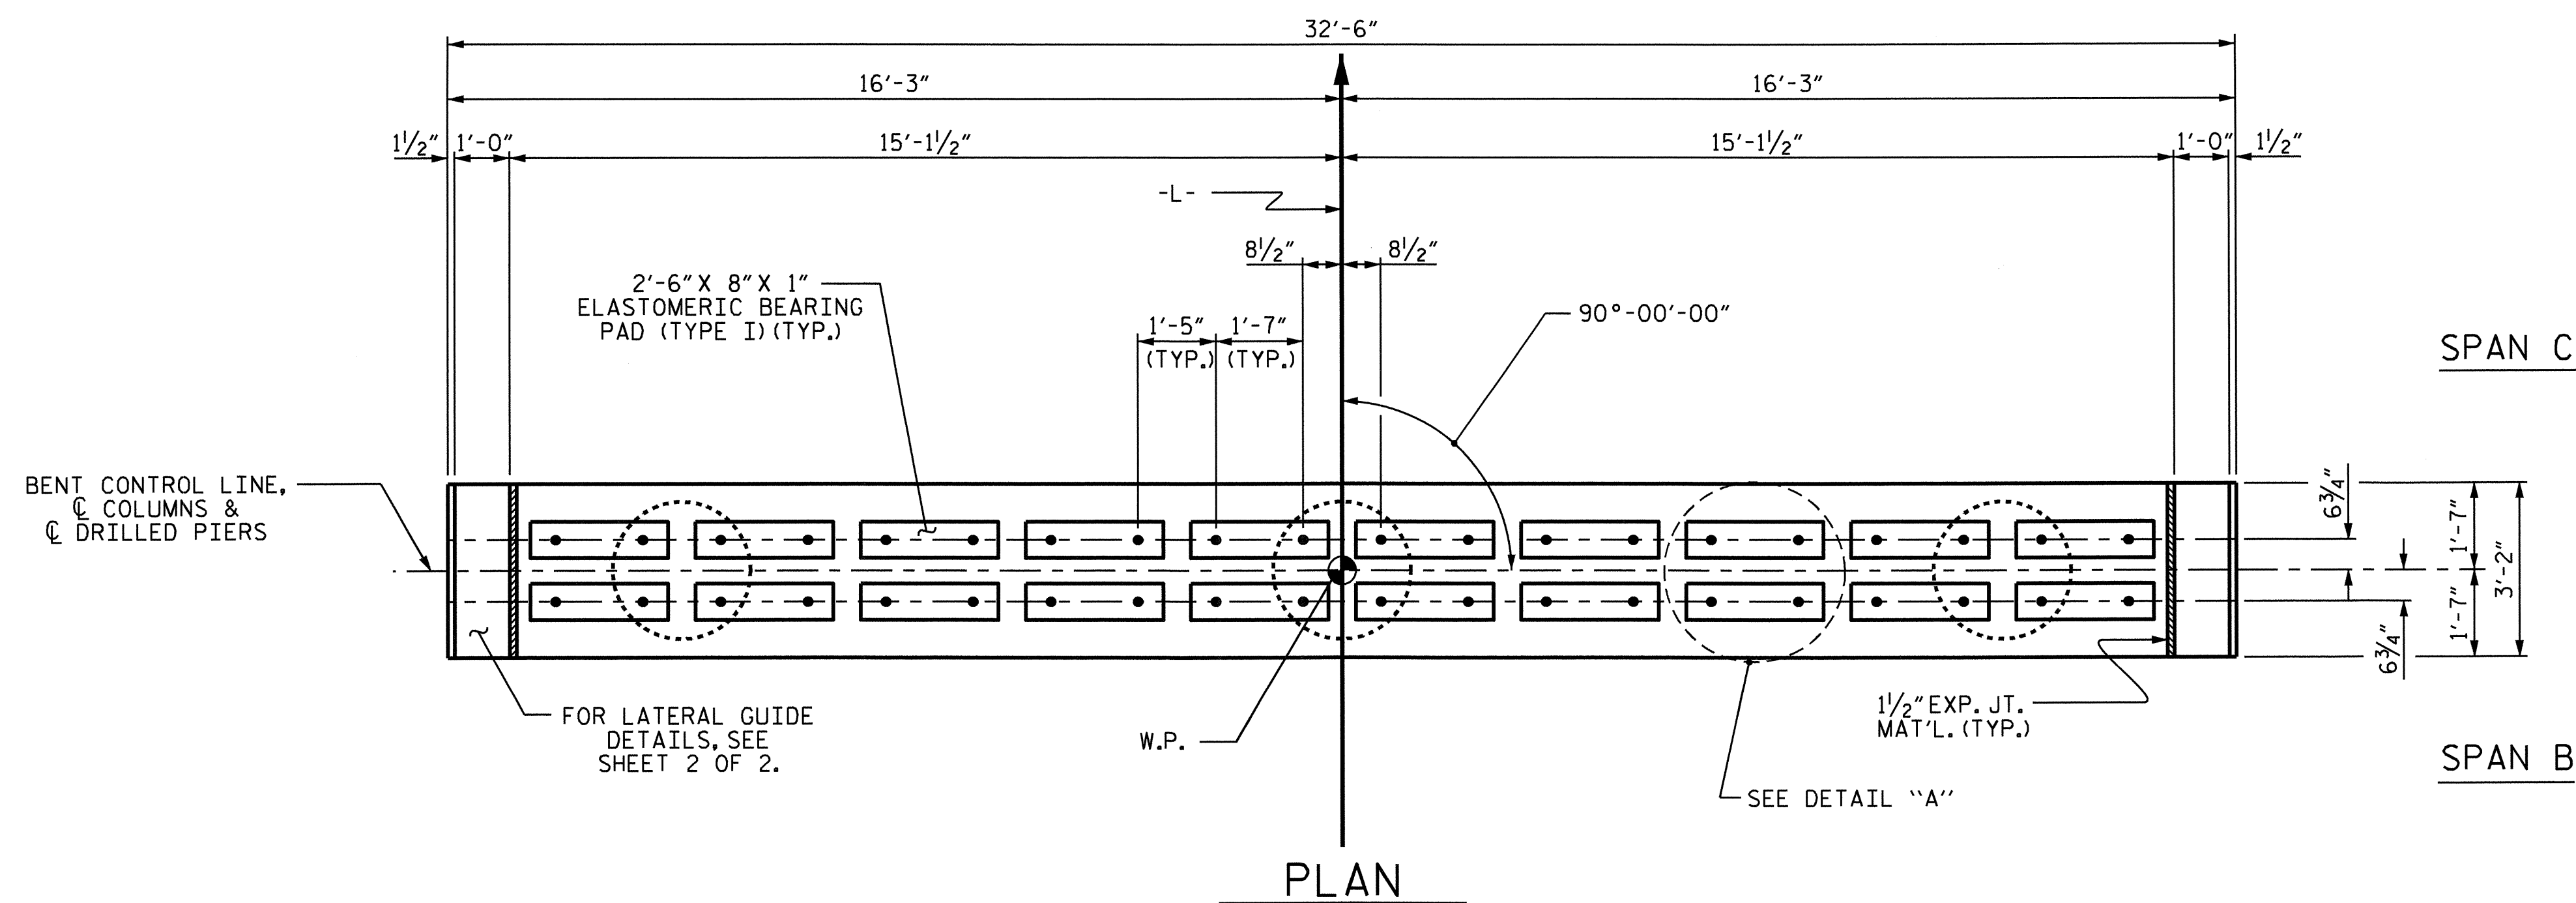 32'-6"
16'-3" 16'-3"
1½" 1'-0" 15'-1½" 15'-1½" 1'-0" 1½"
-L-
8½" 8½"
2'-6" X 8" X 1"
ELASTOMERIC BEARING
PAD (TYPE I)(TYP.)
1'-5" 1'-7"
(TYP.) (TYP.)
90°-00'-00"
SPAN C
BENT CONTROL LINE,
℄ COLUMNS &
℄ DRILLED PIERS
6¾"
1'-7"
3'-2"
1'-7"
6¾"
FOR LATERAL GUIDE
DETAILS, SEE
SHEET 2 OF 2.
W.P.
1½" EXP. JT.
MAT'L. (TYP.)
SEE DETAIL "A"
SPAN B
PLAN